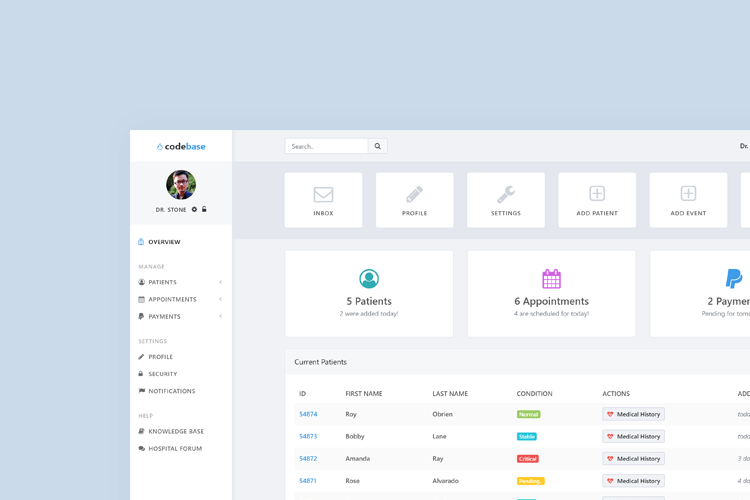 codebase
Search..
Dr.
DR. STONE
INBOX
PROFILE
SETTINGS
ADD PATIENT
ADD EVENT
OVERVIEW
MANAGE
PATIENTS
APPOINTMENTS
PAYMENTS
SETTINGS
PROFILE
SECURITY
NOTIFICATIONS
HELP
KNOWLEDGE BASE
HOSPITAL FORUM
5 Patients
2 were added today!
6 Appointments
4 are scheduled for today!
2 Paymen
Pending for tomo
Current Patients
ID FIRST NAME LAST NAME CONDITION ACTIONS ADD
54874 Roy Obrien Normal Medical History toda
54873 Bobby Lane Stable Medical History toda
54872 Amanda Ray Critical Medical History 3 da
54871 Rose Alvarado Pending.. Medical History 4 da